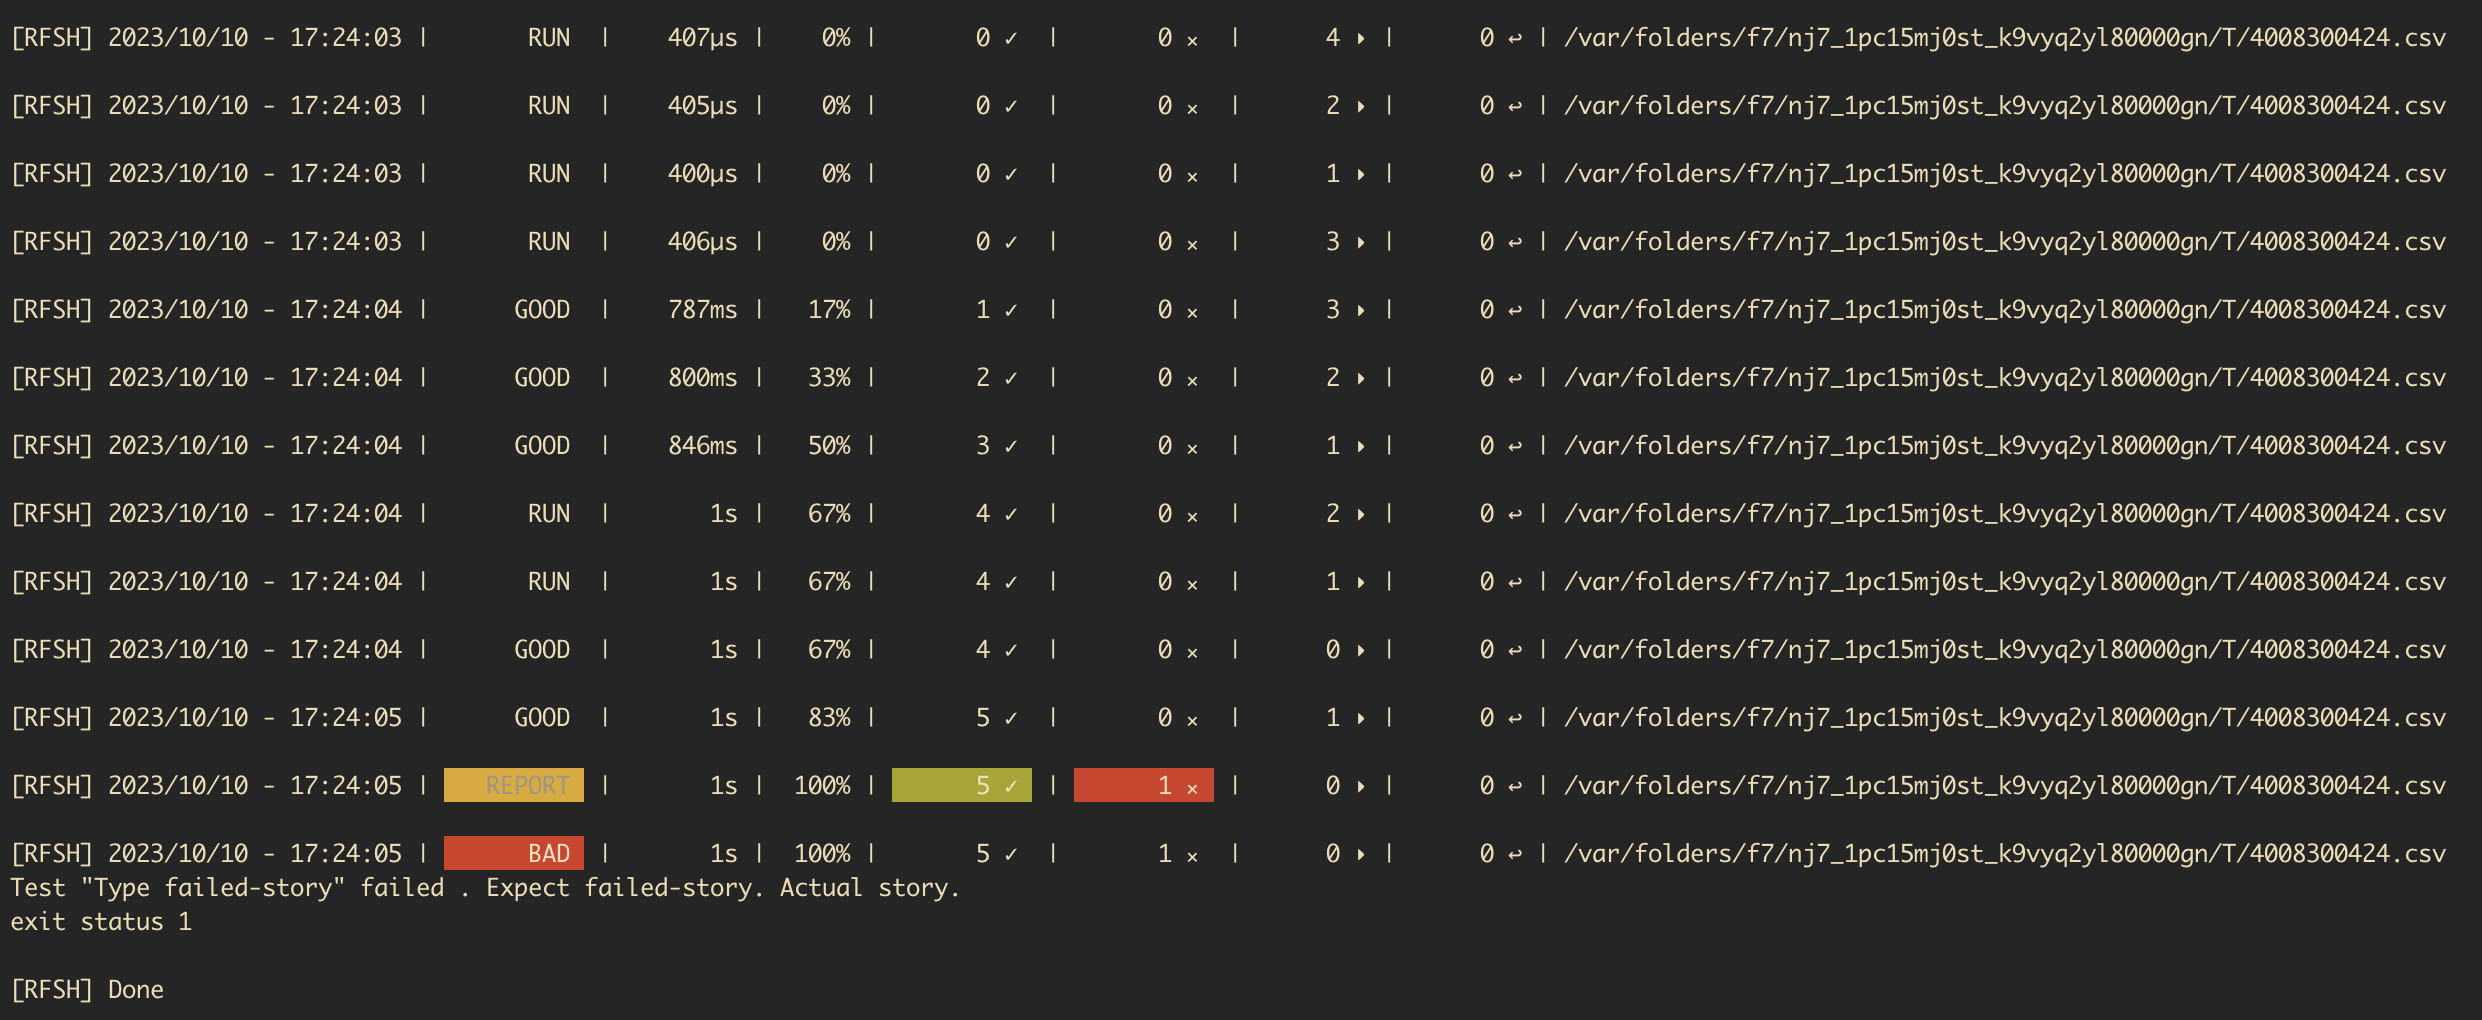 [RFSH] 2023/10/10 - 17:24:03 | RUN | 407µs | 0% | 0 ✓ | 0 × | 4 ▸ | 0 ↩ | /var/folders/f7/nj7_1pc15mj0st_k9vyq2yl80000gn/T/4008300424.csv
[RFSH] 2023/10/10 - 17:24:03 | RUN | 405µs | 0% | 0 ✓ | 0 × | 2 ▸ | 0 ↩ | /var/folders/f7/nj7_1pc15mj0st_k9vyq2yl80000gn/T/4008300424.csv
[RFSH] 2023/10/10 - 17:24:03 | RUN | 400µs | 0% | 0 ✓ | 0 × | 1 ▸ | 0 ↩ | /var/folders/f7/nj7_1pc15mj0st_k9vyq2yl80000gn/T/4008300424.csv
[RFSH] 2023/10/10 - 17:24:03 | RUN | 406µs | 0% | 0 ✓ | 0 × | 3 ▸ | 0 ↩ | /var/folders/f7/nj7_1pc15mj0st_k9vyq2yl80000gn/T/4008300424.csv
[RFSH] 2023/10/10 - 17:24:04 | GOOD | 787ms | 17% | 1 ✓ | 0 × | 3 ▸ | 0 ↩ | /var/folders/f7/nj7_1pc15mj0st_k9vyq2yl80000gn/T/4008300424.csv
[RFSH] 2023/10/10 - 17:24:04 | GOOD | 800ms | 33% | 2 ✓ | 0 × | 2 ▸ | 0 ↩ | /var/folders/f7/nj7_1pc15mj0st_k9vyq2yl80000gn/T/4008300424.csv
[RFSH] 2023/10/10 - 17:24:04 | GOOD | 846ms | 50% | 3 ✓ | 0 × | 1 ▸ | 0 ↩ | /var/folders/f7/nj7_1pc15mj0st_k9vyq2yl80000gn/T/4008300424.csv
[RFSH] 2023/10/10 - 17:24:04 | RUN | 1s | 67% | 4 ✓ | 0 × | 2 ▸ | 0 ↩ | /var/folders/f7/nj7_1pc15mj0st_k9vyq2yl80000gn/T/4008300424.csv
[RFSH] 2023/10/10 - 17:24:04 | RUN | 1s | 67% | 4 ✓ | 0 × | 1 ▸ | 0 ↩ | /var/folders/f7/nj7_1pc15mj0st_k9vyq2yl80000gn/T/4008300424.csv
[RFSH] 2023/10/10 - 17:24:04 | GOOD | 1s | 67% | 4 ✓ | 0 × | 0 ▸ | 0 ↩ | /var/folders/f7/nj7_1pc15mj0st_k9vyq2yl80000gn/T/4008300424.csv
[RFSH] 2023/10/10 - 17:24:05 | GOOD | 1s | 83% | 5 ✓ | 0 × | 1 ▸ | 0 ↩ | /var/folders/f7/nj7_1pc15mj0st_k9vyq2yl80000gn/T/4008300424.csv
[RFSH] 2023/10/10 - 17:24:05 | REPORT | 1s | 100% | 5 ✓ | 1 × | 0 ▸ | 0 ↩ | /var/folders/f7/nj7_1pc15mj0st_k9vyq2yl80000gn/T/4008300424.csv
[RFSH] 2023/10/10 - 17:24:05 | BAD | 1s | 100% | 5 ✓ | 1 × | 0 ▸ | 0 ↩ | /var/folders/f7/nj7_1pc15mj0st_k9vyq2yl80000gn/T/4008300424.csv
Test "Type failed-story" failed . Expect failed-story. Actual story.
exit status 1
[RFSH] Done